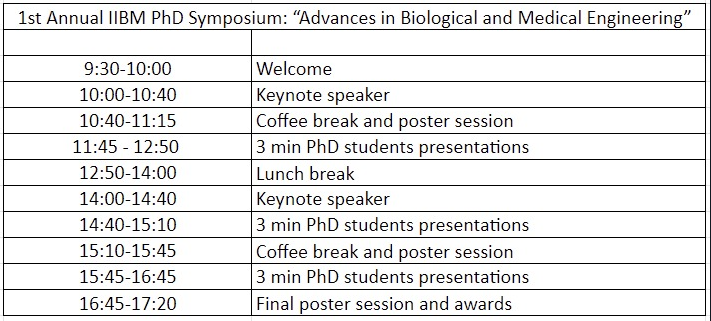 1st Annual IIBM PhD Symposium: “Advances in Biological and Medical Engineering”
9:30-10:00 Welcome
10:00-10:40 Keynote speaker
10:40-11:15 Coffee break and poster session
11:45 - 12:50 3 min PhD students presentations
12:50-14:00 Lunch break
14:00-14:40 Keynote speaker
14:40-15:10 3 min PhD students presentations
15:10-15:45 Coffee break and poster session
15:45-16:45 3 min PhD students presentations
16:45-17:20 Final poster session and awards